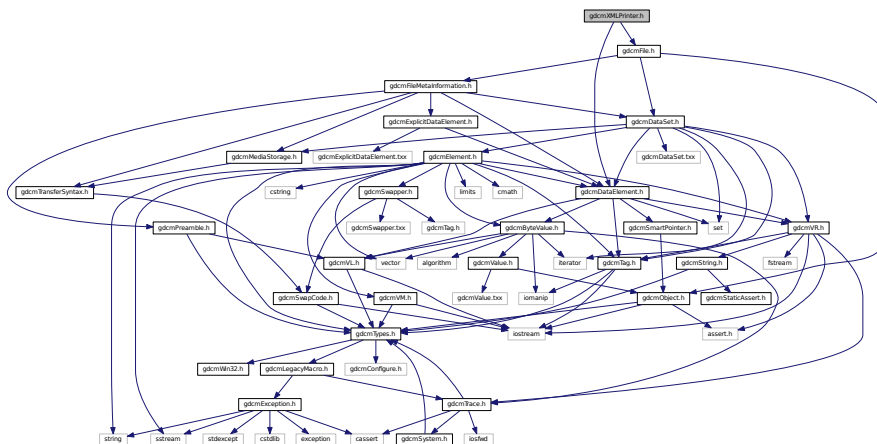 gdcmXMLPrinter.h
gdcmFile.h
gdcmFileMetaInformation.h
gdcmExplicitDataElement.h
gdcmDataSet.h
gdcmMediaStorage.h
gdcmExplicitDataElement.txx
gdcmElement.h
gdcmDataSet.txx
gdcmTransferSyntax.h
cstring
gdcmSwapper.h
limits
cmath
gdcmDataElement.h
gdcmPreamble.h
gdcmSwapper.txx
gdcmTag.h
gdcmByteValue.h
gdcmSmartPointer.h
set
gdcmVR.h
gdcmVL.h
vector
algorithm
gdcmValue.h
iterator
gdcmTag.h
gdcmString.h
fstream
gdcmSwapCode.h
gdcmVM.h
gdcmValue.txx
iomanip
gdcmObject.h
gdcmStaticAssert.h
gdcmTypes.h
iostream
assert.h
gdcmWin32.h
gdcmLegacyMacro.h
gdcmConfigure.h
gdcmException.h
gdcmTrace.h
string
sstream
stdexcept
cstdlib
exception
cassert
gdcmSystem.h
iosfwd